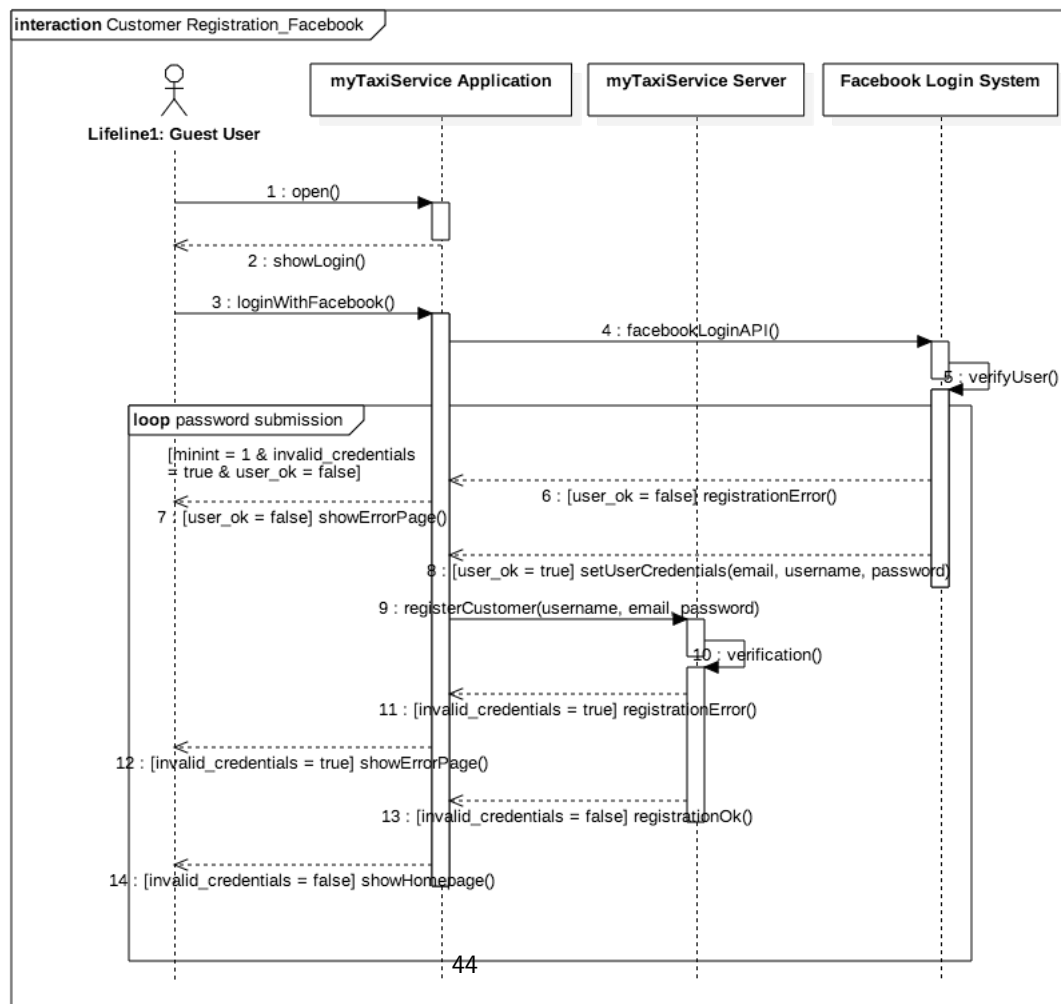 interaction Customer Registration_Facebook
myTaxiService Application
myTaxiService Server
Facebook Login System
Lifeline1: Guest User
1 : open()
2 : showLogin()
3 : loginWithFacebook()
4 : facebookLoginAPI()
5 : verifyUser()
loop password submission
[minint = 1 & invalid_credentials
= true & user_ok = false]
6 : [user_ok = false] registrationError()
7 : [user_ok = false] showErrorPage()
8 : [user_ok = true] setUserCredentials(email, username, password)
9 : registerCustomer(username, email, password)
10 : verification()
11 : [invalid_credentials = true] registrationError()
12 : [invalid_credentials = true] showErrorPage()
13 : [invalid_credentials = false] registrationOk()
14 : [invalid_credentials = false] showHomepage()
44